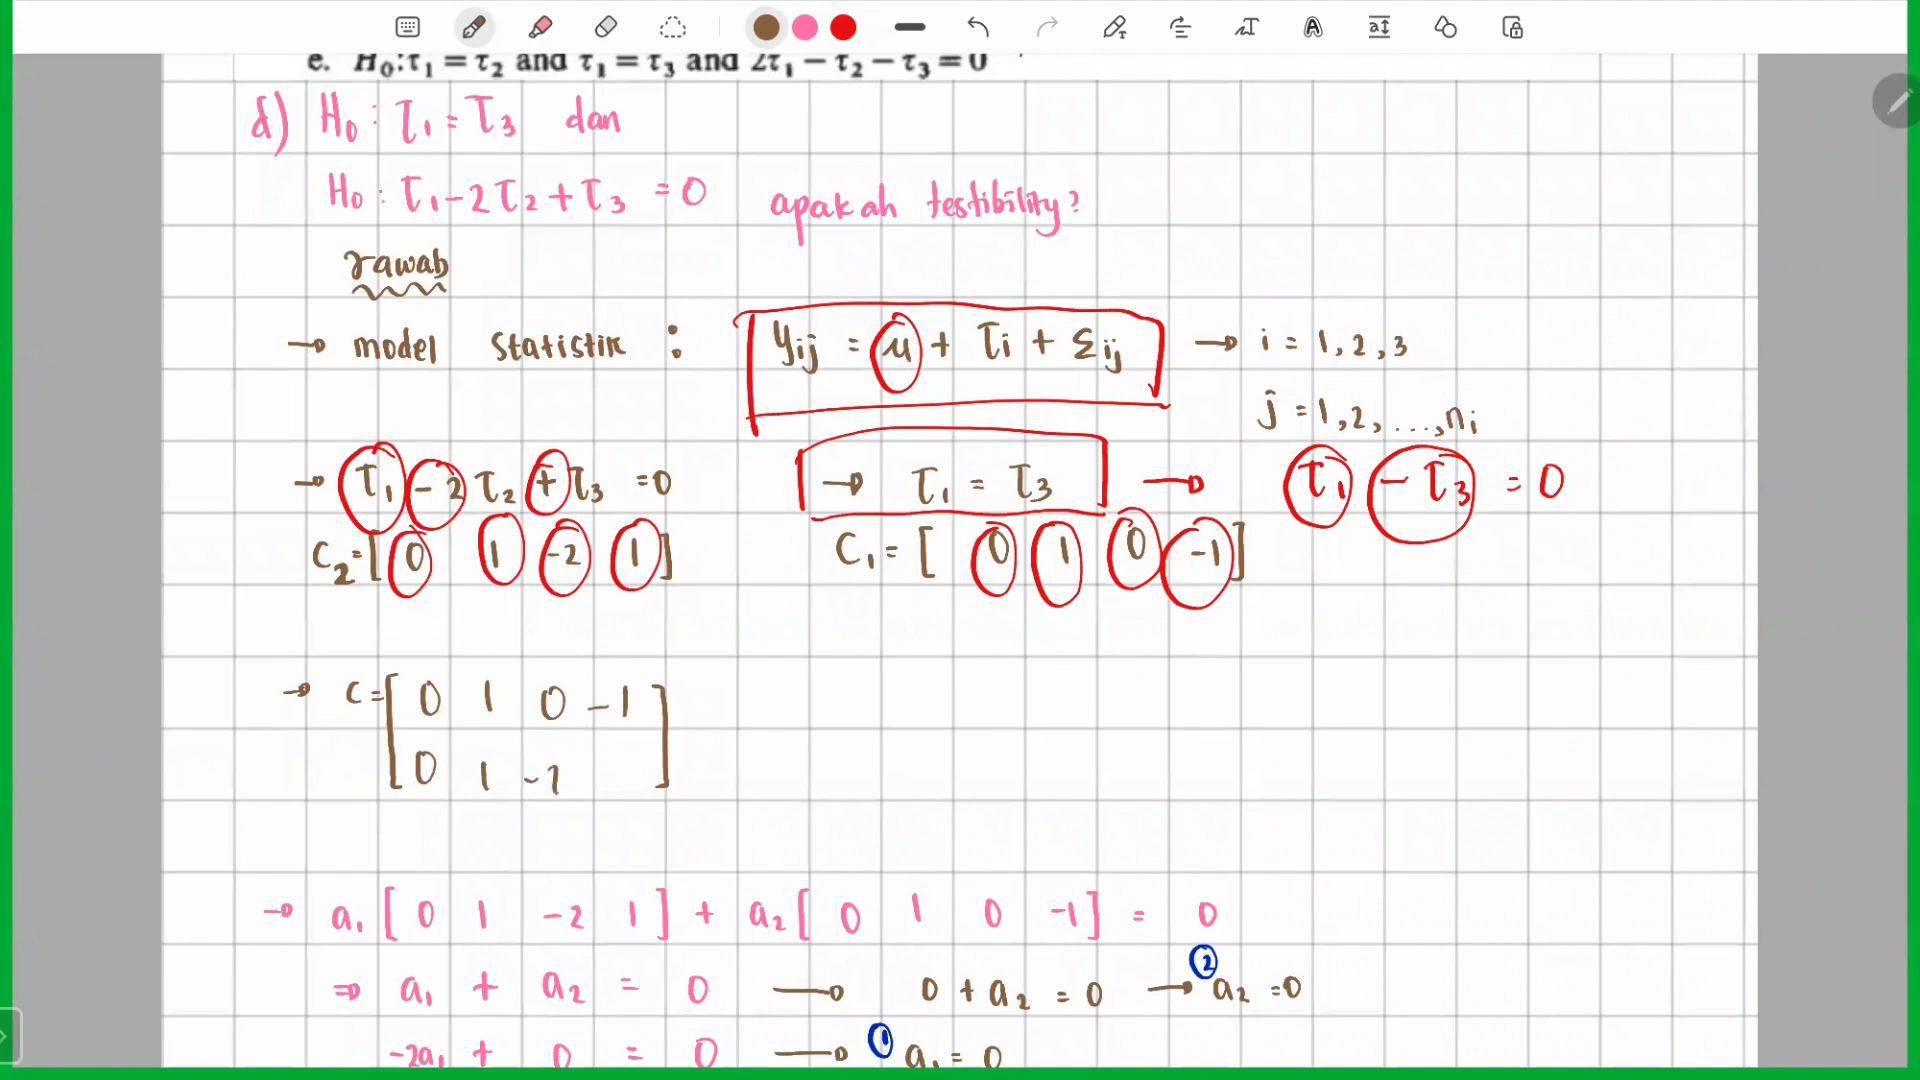 e. H₀:τ₁ = τ₂ and τ₁ = τ₃ and 2τ₁ − τ₂ − τ₃ = 0
d) H₀ : τ₁ = τ₃ dan
H₀ : τ₁ - 2τ₂ + τ₃ = 0 apakah testibility?
Jawab
→ model statistik : yij = μ + τi + εij → i = 1, 2, 3
j = 1, 2, ..., ni
→ τ₁ - 2 τ₂ + τ₃ = 0 → τ₁ = τ₃ → τ₁ - τ₃ = 0
C₂ = [ 0 1 -2 1 ] C₁ = [ 0 1 0 -1 ]
→ C = [ 0 1 0 -1
0 1 -2 ]
→ a₁ [ 0 1 -2 1 ] + a₂ [ 0 1 0 -1 ] = 0
⇒ a₁ + a₂ = 0 → 0 + a₂ = 0 → ② a₂ = 0
-2a₁ + 0 = 0 → ① a₁ = 0